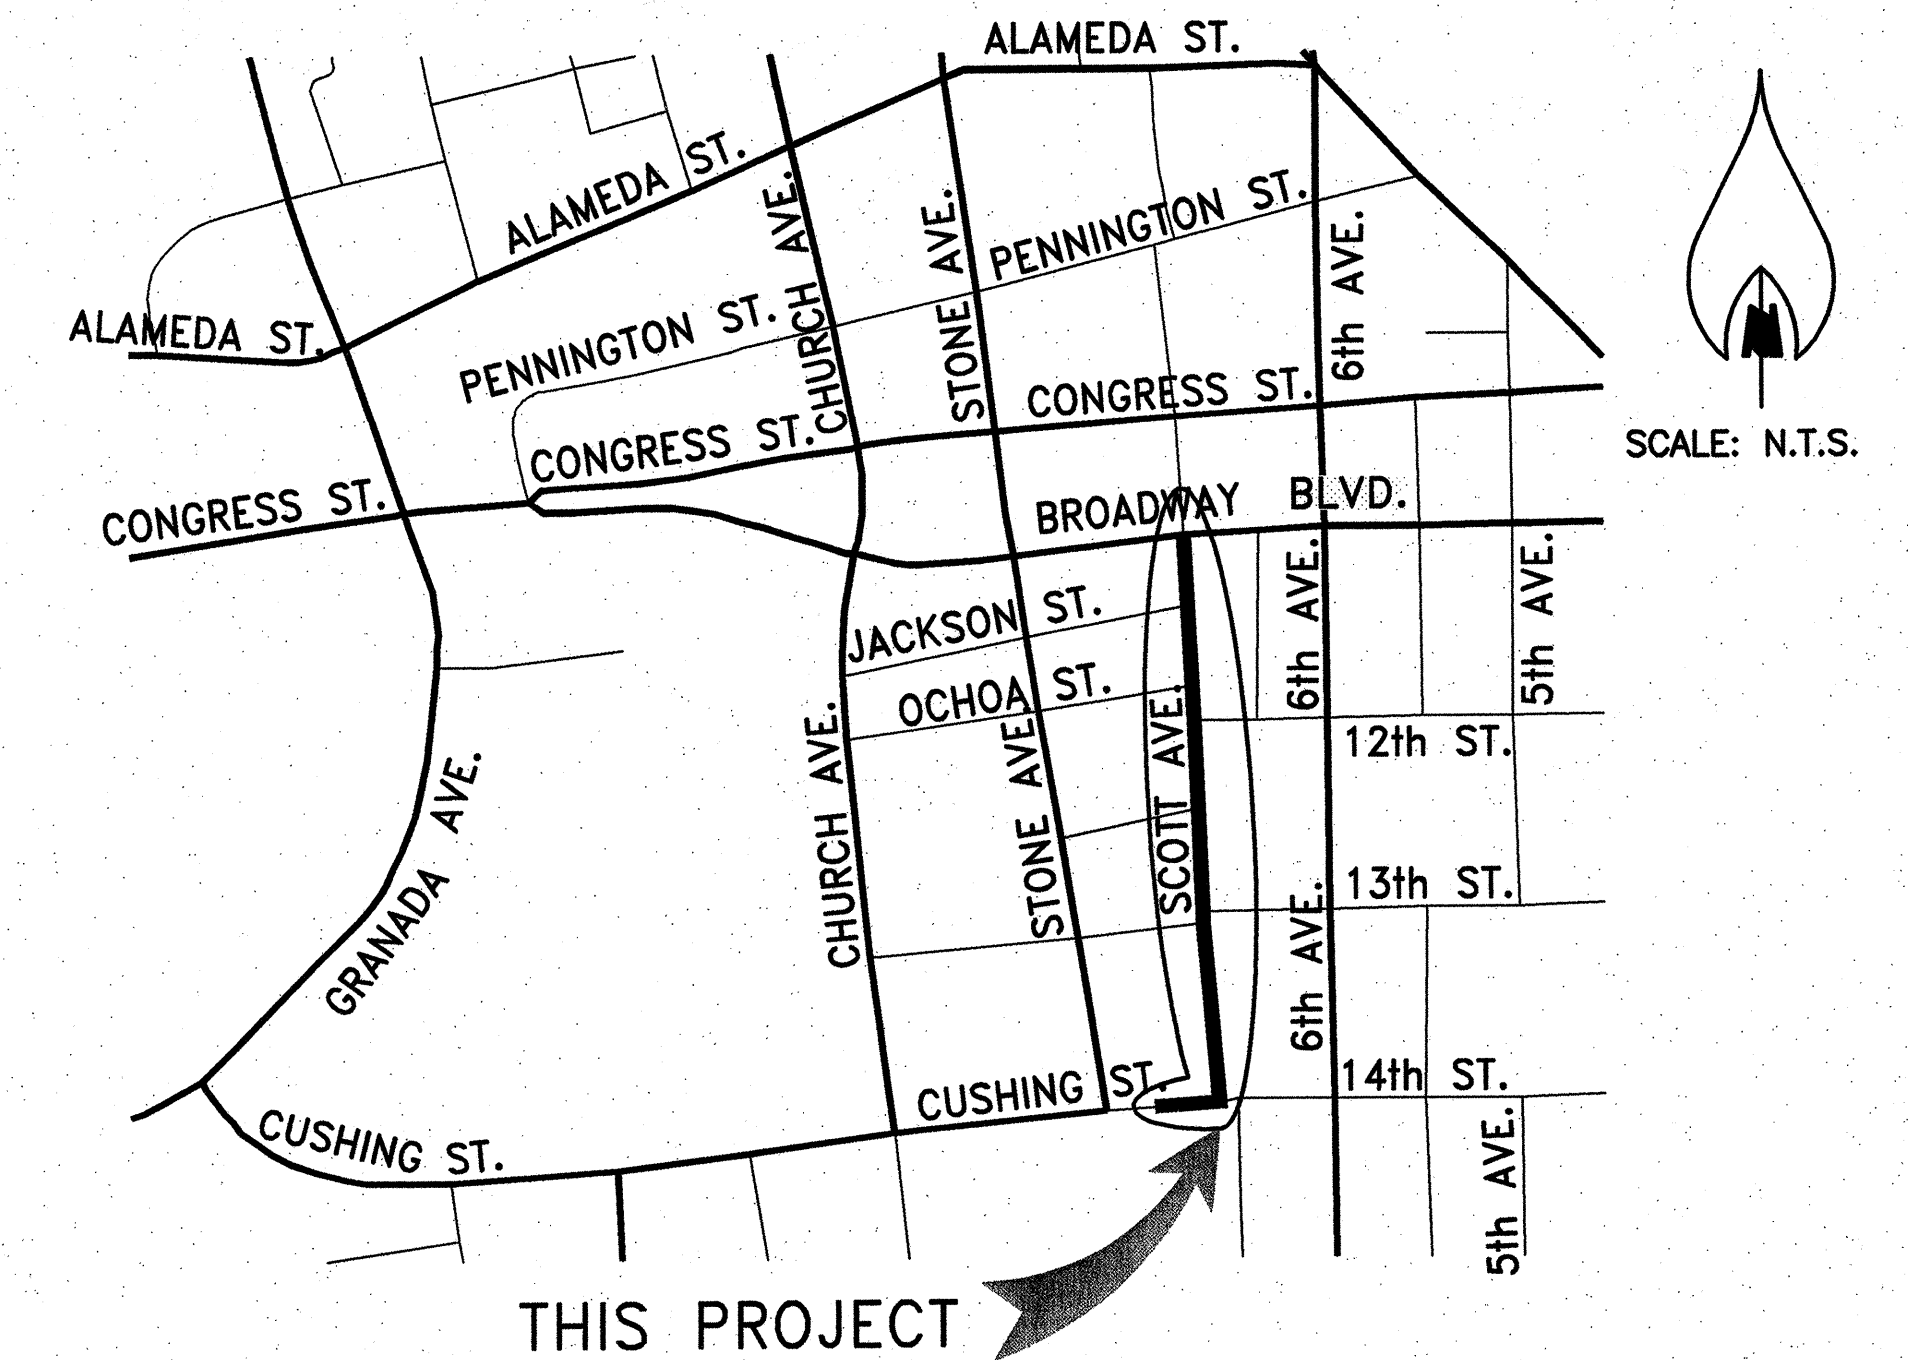 ALAMEDA ST.
ALAMEDA ST.
CHURCH AVE.
STONE AVE.
PENNINGTON ST.
6th AVE.
ALAMEDA ST.
PENNINGTON ST.
CONGRESS ST.
CONGRESS ST.
SCALE: N.T.S.
CONGRESS ST.
BROADWAY BLVD.
6th AVE.
5th AVE.
JACKSON ST.
OCHOA ST.
CHURCH AVE.
STONE AVE.
SCOTT AVE.
12th ST.
GRANADA AVE.
13th ST.
6th AVE.
CUSHING ST.
14th ST.
CUSHING ST.
5th AVE.
THIS PROJECT